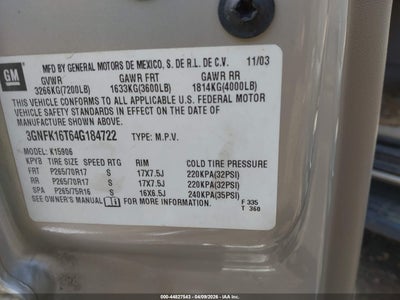 GM
MFD BY GENERAL MOTORS DE MEXICO, S. DE R.L. DE C.V. 11/03
GVWR GAWR FRT GAWR RR
3266KG(7200LB) 1633KG(3600LB) 1814KG(4000LB)
THIS VEHICLE CONFORMS TO ALL APPLICABLE U.S. FEDERAL MOTOR
VEHICLE SAFETY STANDARDS IN EFFECT ON THE DATE OF
MANUFACTURE SHOWN ABOVE.
3GNFK16T64G184722 TYPE: M.P.V.
MODEL: K15906
KPYB TIRE SIZE SPEED RTG RIM COLD TIRE PRESSURE
FRT P265/70R17 S 17X7.5J 220KPA(32PSI)
RR P265/70R17 S 17X7.5J 220KPA(32PSI)
SPA P265/75R16 S 16X6.5J 240KPA(35PSI)
SEE OWNER'S MANUAL FOR MORE INFORMATION.
F 335
T 360
000-44827543 - 04/09/2026 - 000-000-0000